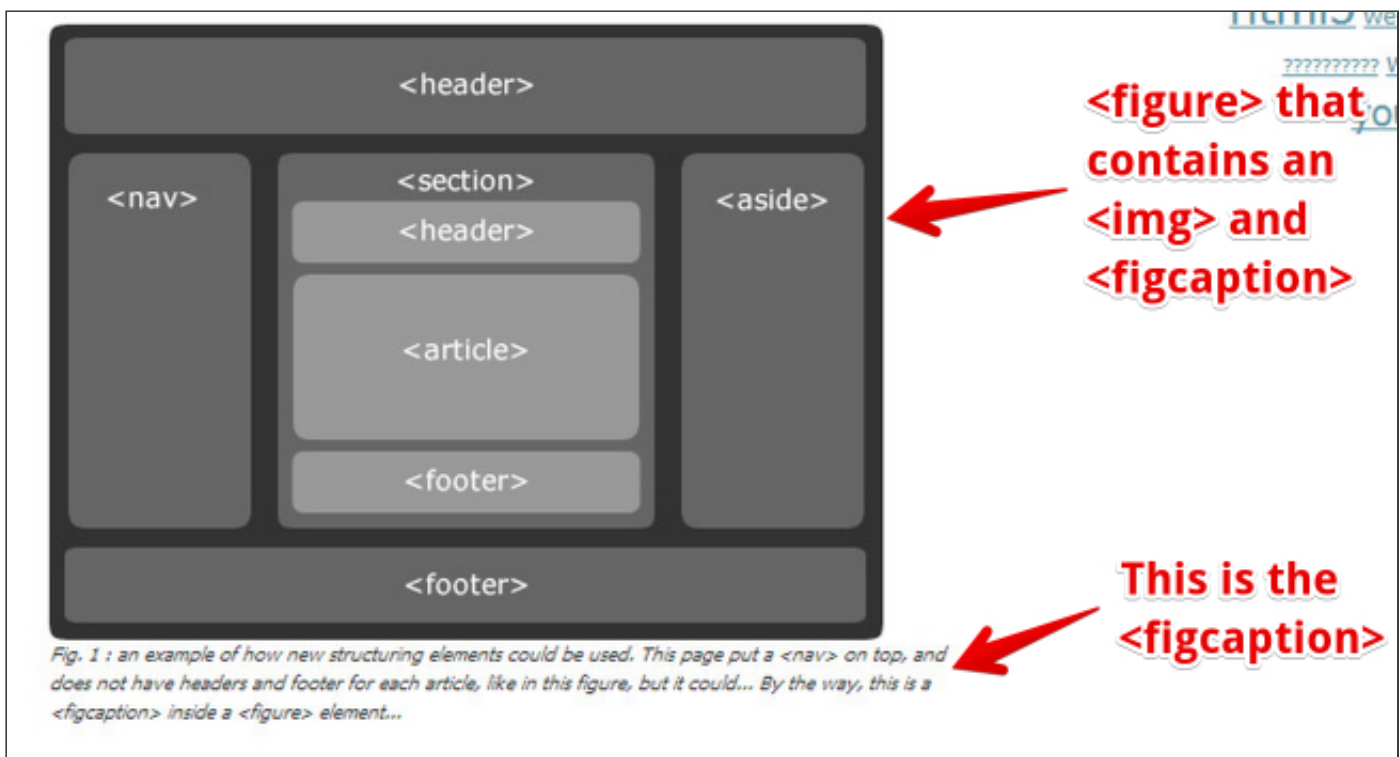 <header>
<nav>
<section>
<aside>
<header>
<article>
<footer>
<footer>
Fig. 1 : an example of how new structuring elements could be used. This page put a <nav> on top, and
does not have headers and footer for each article, like in this figure, but it could... By the way, this is a
<figcaption> inside a <figure> element...
html5 we
?????????? w
<figure> that
contains an
<img> and
<figcaption>
This is the
<figcaption>